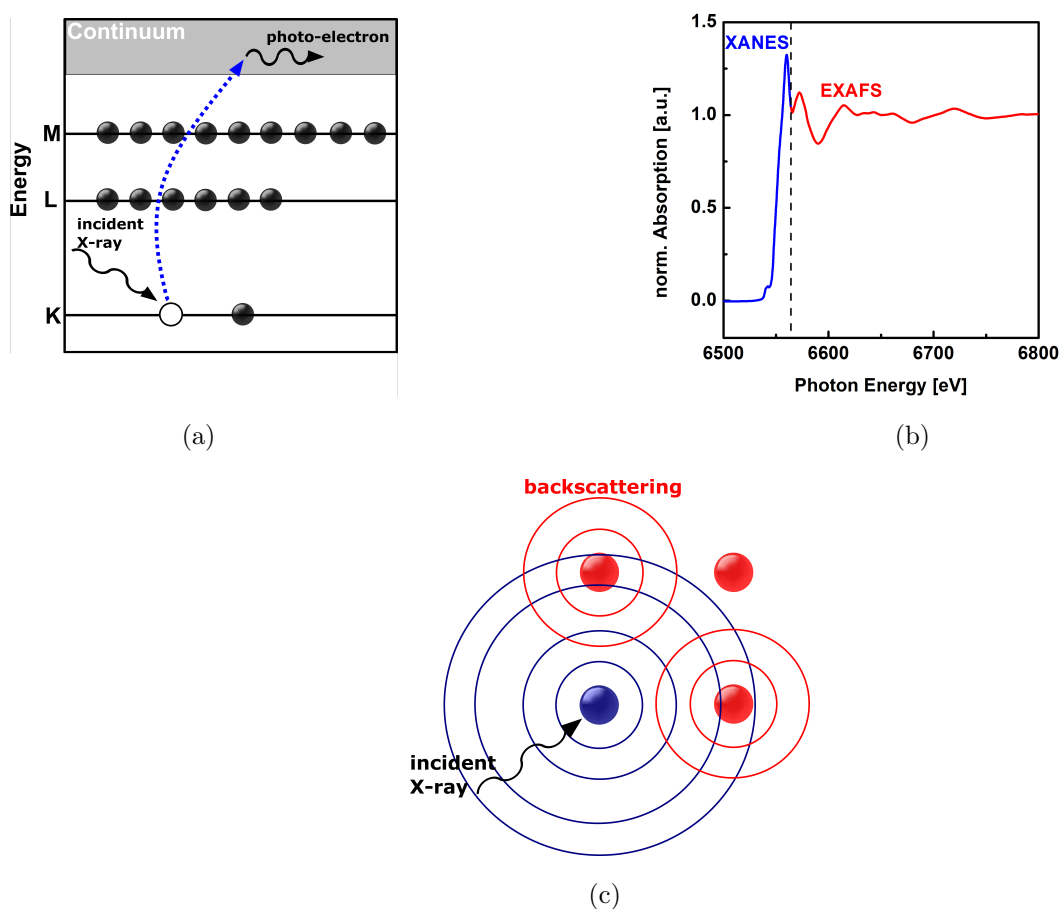 Continuum
photo-electron
M
L
K
Energy
incident
X-ray
(a)
XANES
EXAFS
1.5
1.0
0.5
0.0
6500
6600
6700
6800
norm. Absorption [a.u.]
Photon Energy [eV]
(b)
backscattering
incident
X-ray
(c)